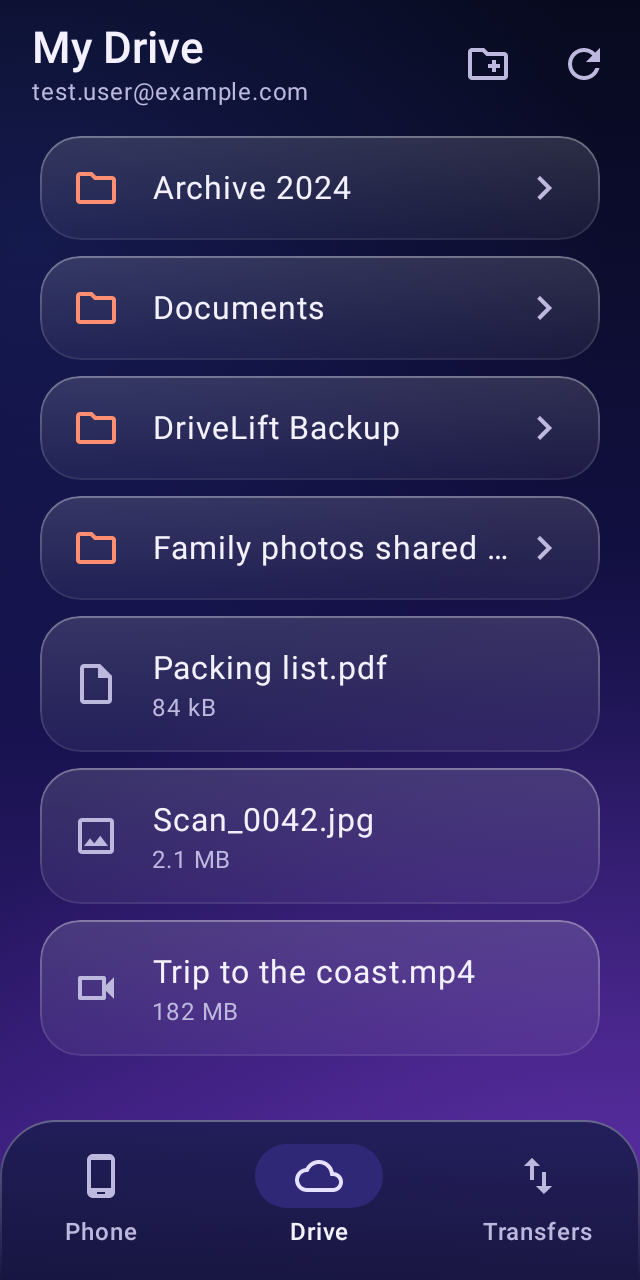 My Drive
test.user@example.com
Archive 2024
Documents
DriveLift Backup
Family photos shared …
Packing list.pdf
84 kB
Scan_0042.jpg
2.1 MB
Trip to the coast.mp4
182 MB
Phone
Drive
Transfers